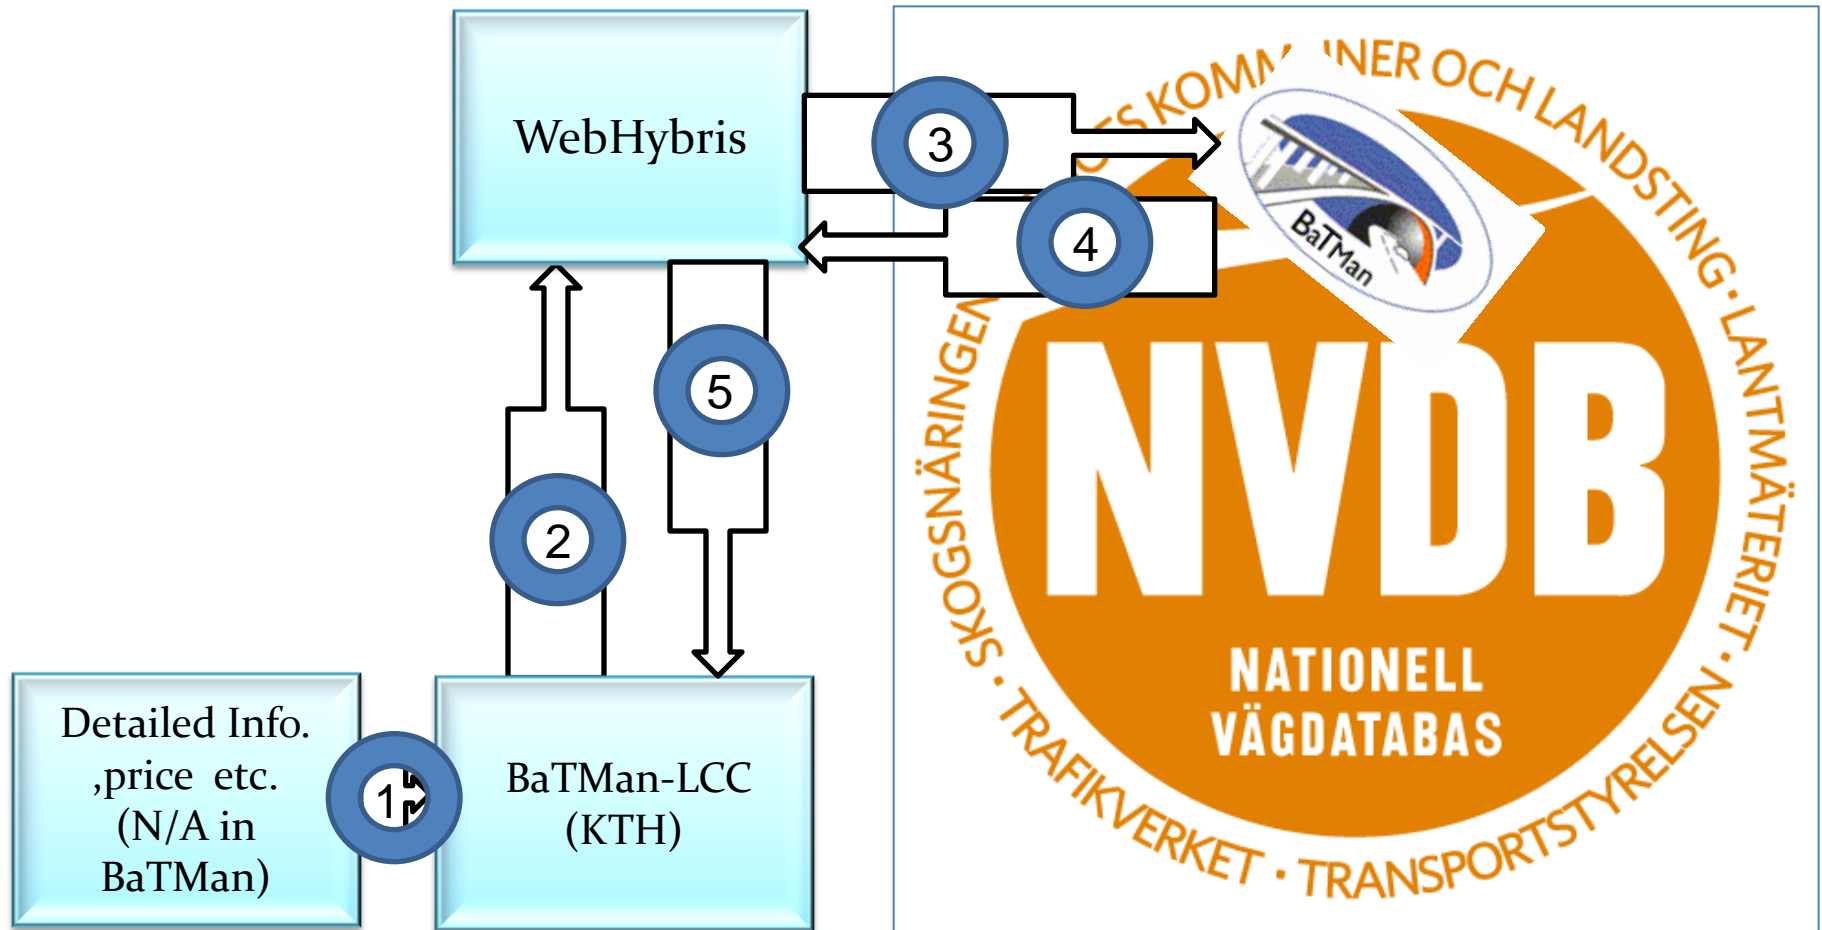 WebHybris
3
4
5
2
1
Detailed Info.
,price etc.
(N/A in
BaTMan)
BaTMan-LCC
(KTH)
BaTMan
NVDB
NATIONELL
VÄGDATABAS
KOMMUNER OCH LANDSTING · LANTMÄTERIET · TRANSPORTSTYRELSEN · TRAFIKVERKET · SKOGSNÄRINGEN